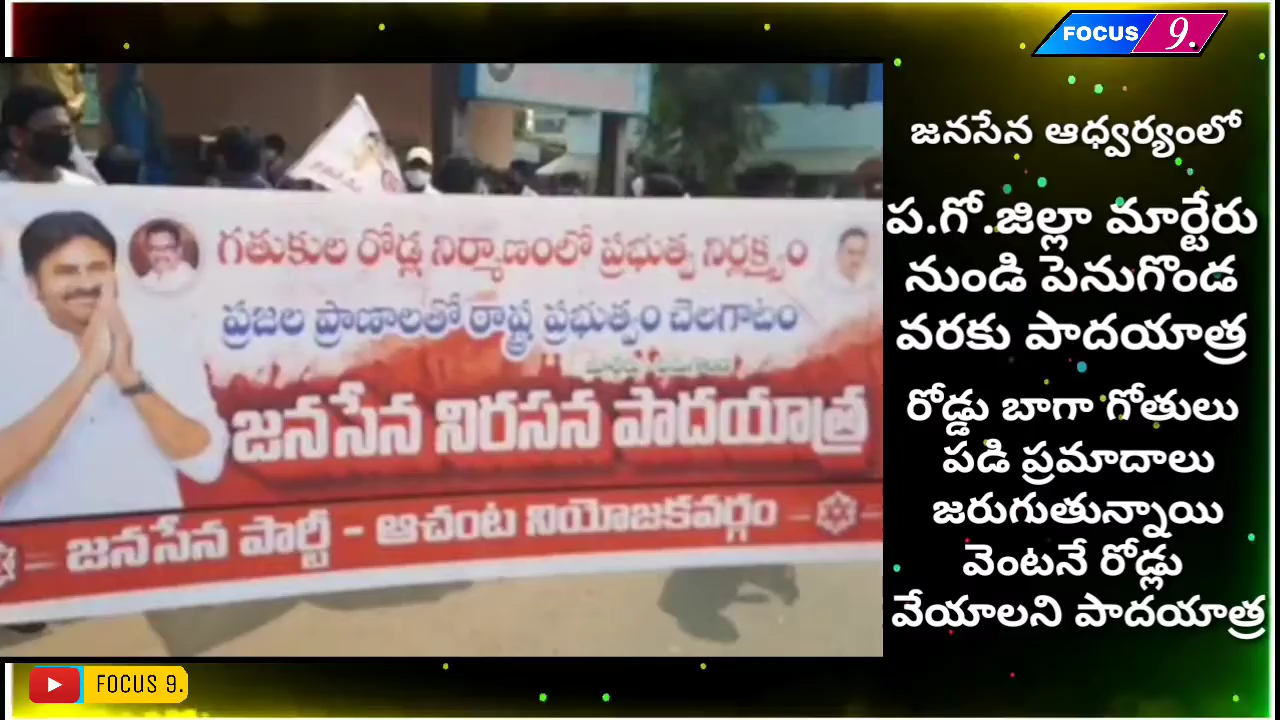 FOCUS 9.
జనసేన ఆధ్వర్యంలో
ప.గో.జిల్లా మార్టేరు
నుండి పెనుగొండ
వరకు పాదయాత్ర
రోడ్డు బాగా గోతులు
పడి ప్రమాదాలు
జరుగుతున్నాయి
వెంటనే రోడ్లు
వేయాలని పాదయాత్ర
గతుకుల రోడ్ల నిర్మాణంలో ప్రభుత్వ నిర్లక్ష్యం
ప్రజల ప్రాణాలతో రాష్ట్ర ప్రభుత్వం చెలగాటం
జనసేన నిరసన పాదయాత్ర
జనసేన పార్టీ - ఆచంట నియోజకవర్గం
FOCUS 9.